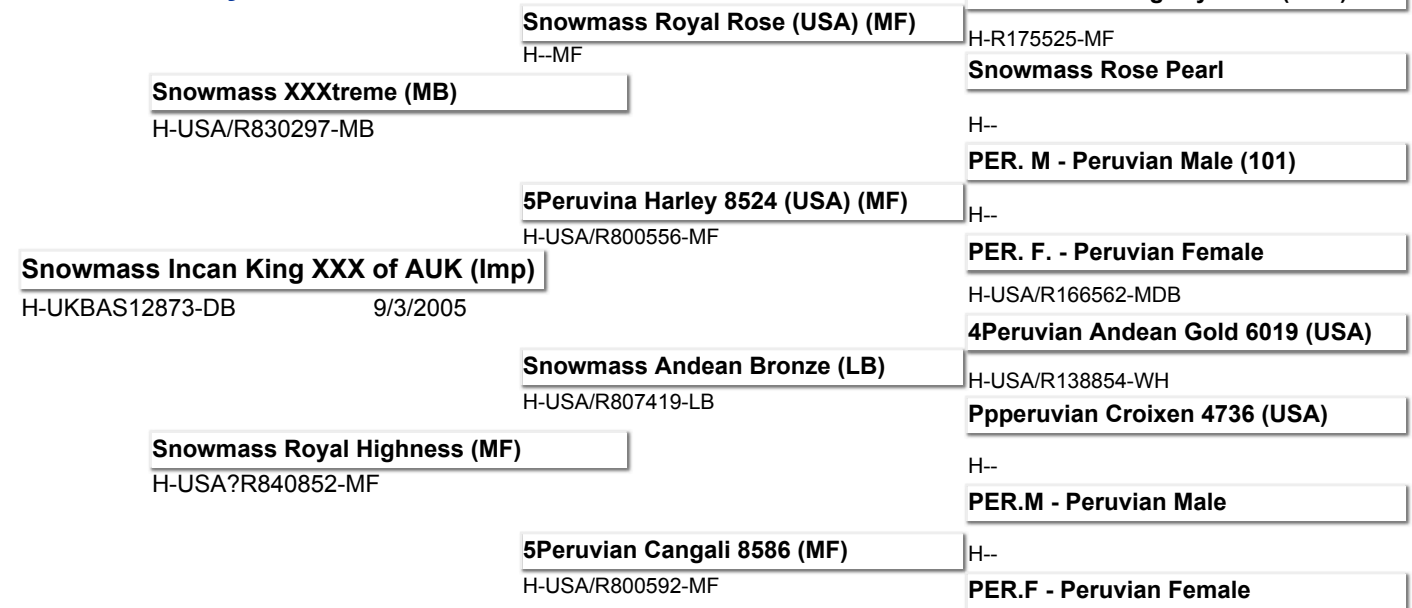 Snowmass Royal Rose (USA) (MF)
H--MF
H-R175525-MF
Snowmass Rose Pearl
Snowmass XXXtreme (MB)
H-USA/R830297-MB
H--
PER. M - Peruvian Male (101)
5Peruvina Harley 8524 (USA) (MF)
H-USA/R800556-MF
H--
PER. F. - Peruvian Female
Snowmass Incan King XXX of AUK (Imp)
H-UKBAS12873-DB 9/3/2005
H-USA/R166562-MDB
4Peruvian Andean Gold 6019 (USA)
Snowmass Andean Bronze (LB)
H-USA/R807419-LB
H-USA/R138854-WH
Ppperuvian Croixen 4736 (USA)
Snowmass Royal Highness (MF)
H-USA?R840852-MF
H--
PER.M - Peruvian Male
5Peruvian Cangali 8586 (MF)
H-USA/R800592-MF
H--
PER.F - Peruvian Female